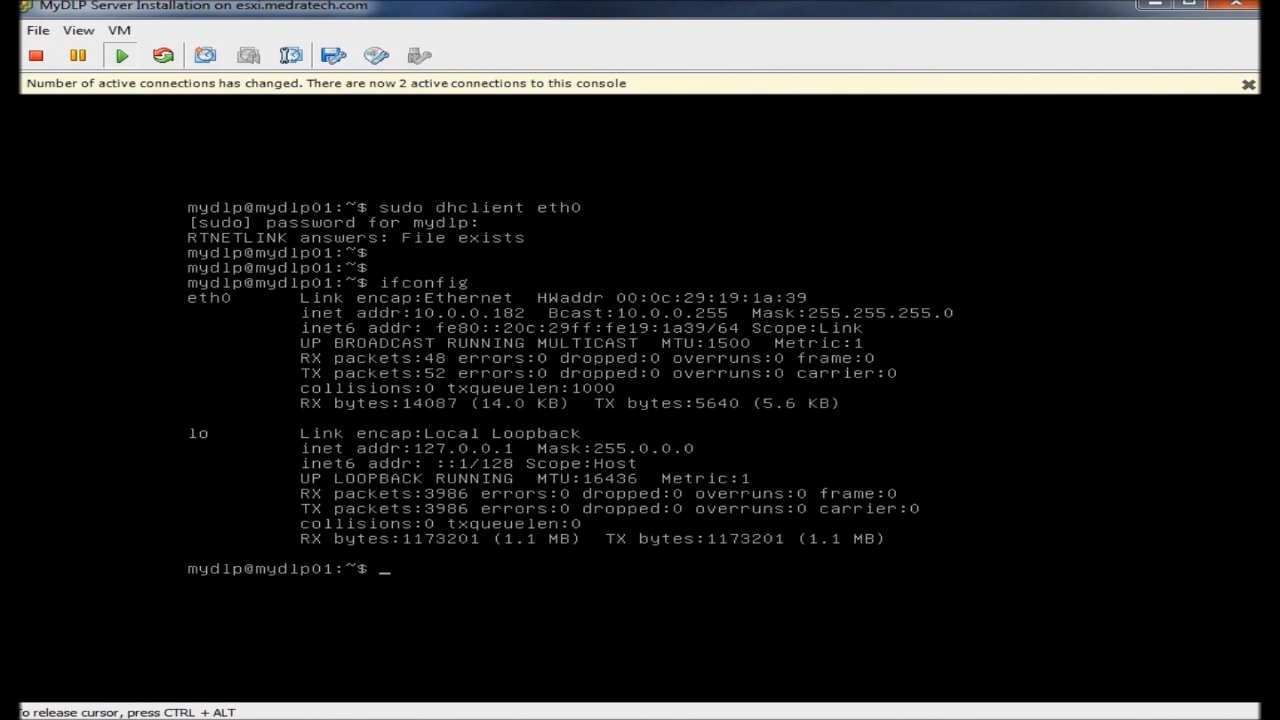 MyDLP Server Installation on esxi.medratech.com
File View VM
Number of active connections has changed. There are now 2 active connections to this console
mydlp@mydlp01:~$ sudo dhclient eth0
[sudo] password for mydlp:
RTNETLINK answers: File exists
mydlp@mydlp01:~$
mydlp@mydlp01:~$
mydlp@mydlp01:~$ ifconfig
eth0 Link encap:Ethernet HWaddr 00:0c:29:19:1a:39
inet addr:10.0.0.182 Bcast:10.0.0.255 Mask:255.255.255.0
inet6 addr: fe80::20c:29ff:fe19:1a39/64 Scope:Link
UP BROADCAST RUNNING MULTICAST MTU:1500 Metric:1
RX packets:48 errors:0 dropped:0 overruns:0 frame:0
TX packets:52 errors:0 dropped:0 overruns:0 carrier:0
collisions:0 txqueuelen:1000
RX bytes:14087 (14.0 KB) TX bytes:5640 (5.6 KB)
lo Link encap:Local Loopback
inet addr:127.0.0.1 Mask:255.0.0.0
inet6 addr: ::1/128 Scope:Host
UP LOOPBACK RUNNING MTU:16436 Metric:1
RX packets:3986 errors:0 dropped:0 overruns:0 frame:0
TX packets:3986 errors:0 dropped:0 overruns:0 carrier:0
collisions:0 txqueuelen:0
RX bytes:1173201 (1.1 MB) TX bytes:1173201 (1.1 MB)
mydlp@mydlp01:~$ _
To release cursor, press CTRL + ALT